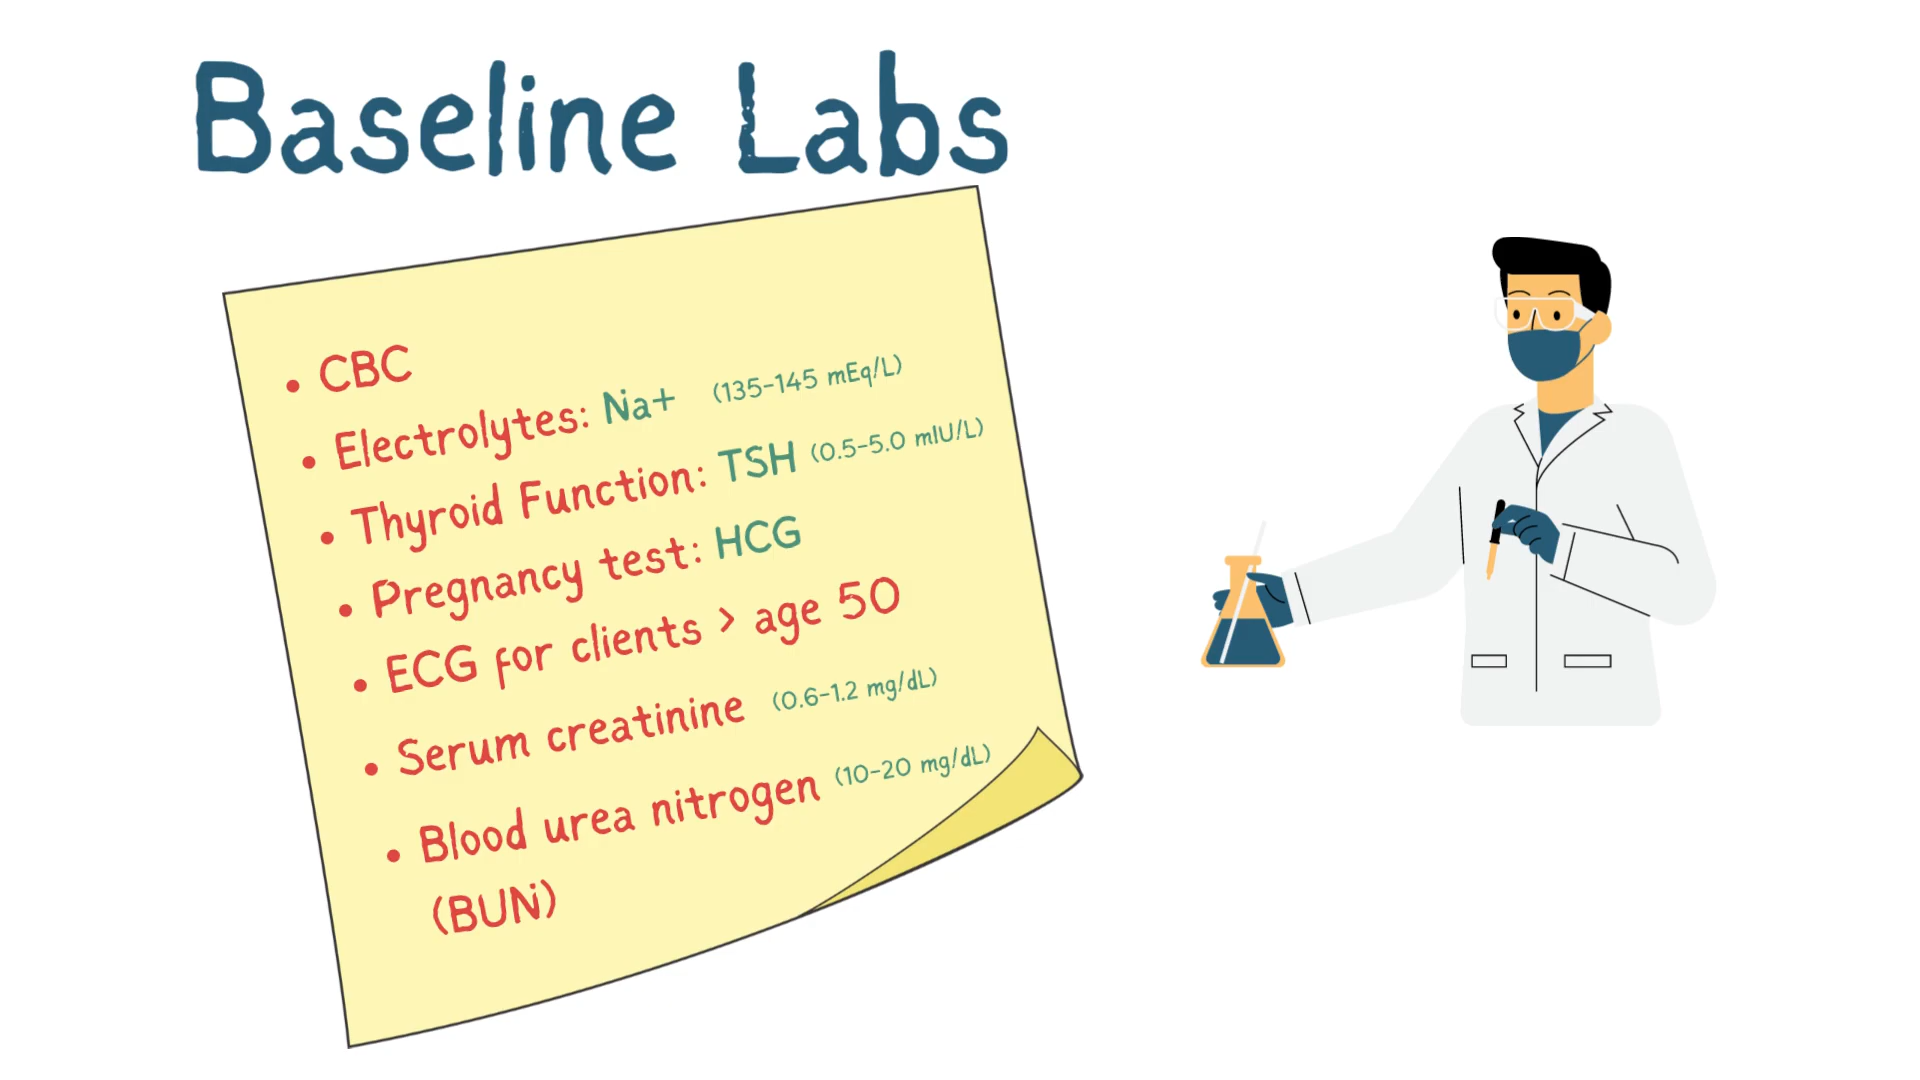 Baseline Labs
• CBC
• Electrolytes: Na+ (135-145 mEq/L)
• Thyroid Function: TSH (0.5-5.0 mIU/L)
• Pregnancy test: HCG
• ECG for clients > age 50
• Serum creatinine (0.6-1.2 mg/dL)
• Blood urea nitrogen (10-20 mg/dL)
(BUN)